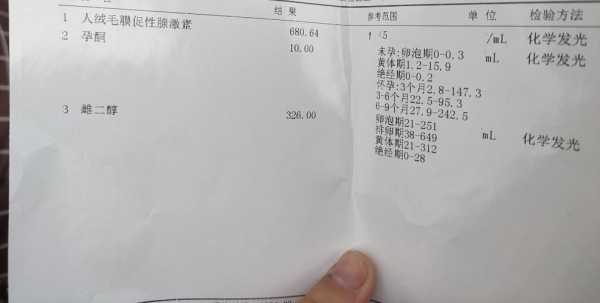 结 果 参考范围 单 位 检验方法
1 人绒毛膜促性腺激素 680.64 ↑ <5 /mL 化学发光
2 孕酮 10.00 未孕:卵泡期0-0.3 mL 化学发光
黄体期1.2-15.9
绝经期0-0.2
怀孕:3个月2.8-147.3
3-6个月22.5-95.3
6-9个月27.9-242.5
3 雌二醇 326.00 卵泡期21-251 mL 化学发光
排卵期38-649
黄体期21-312
绝经期0-28